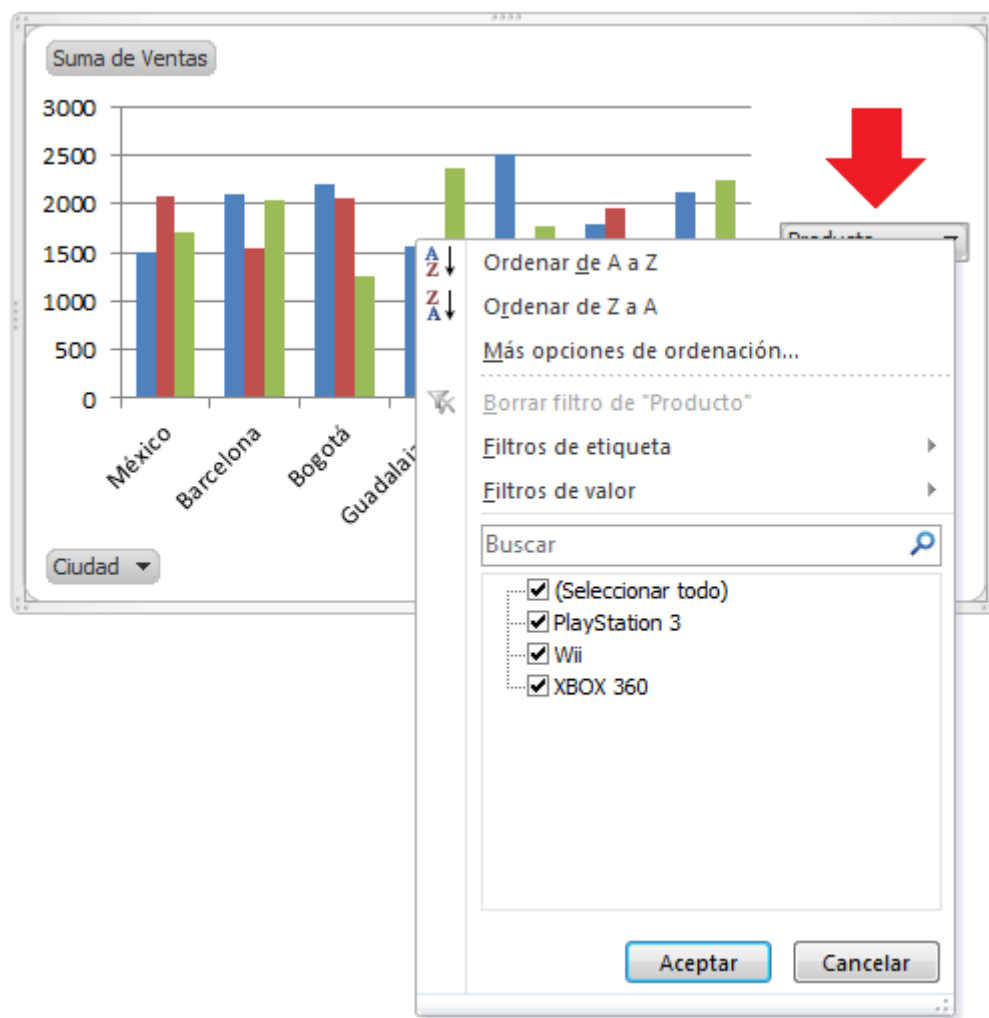 Suma de Ventas
3000
2500
2000
1500
1000
500
0
México
Barcelona
Bogotá
Ciudad
Ordenar de A a Z
Ordenar de Z a A
Más opciones de ordenación...
Borrar filtro de "Producto"
Filtros de etiqueta
Filtros de valor
Buscar
(Seleccionar todo)
PlayStation 3
Wii
XBOX 360
Aceptar
Cancelar